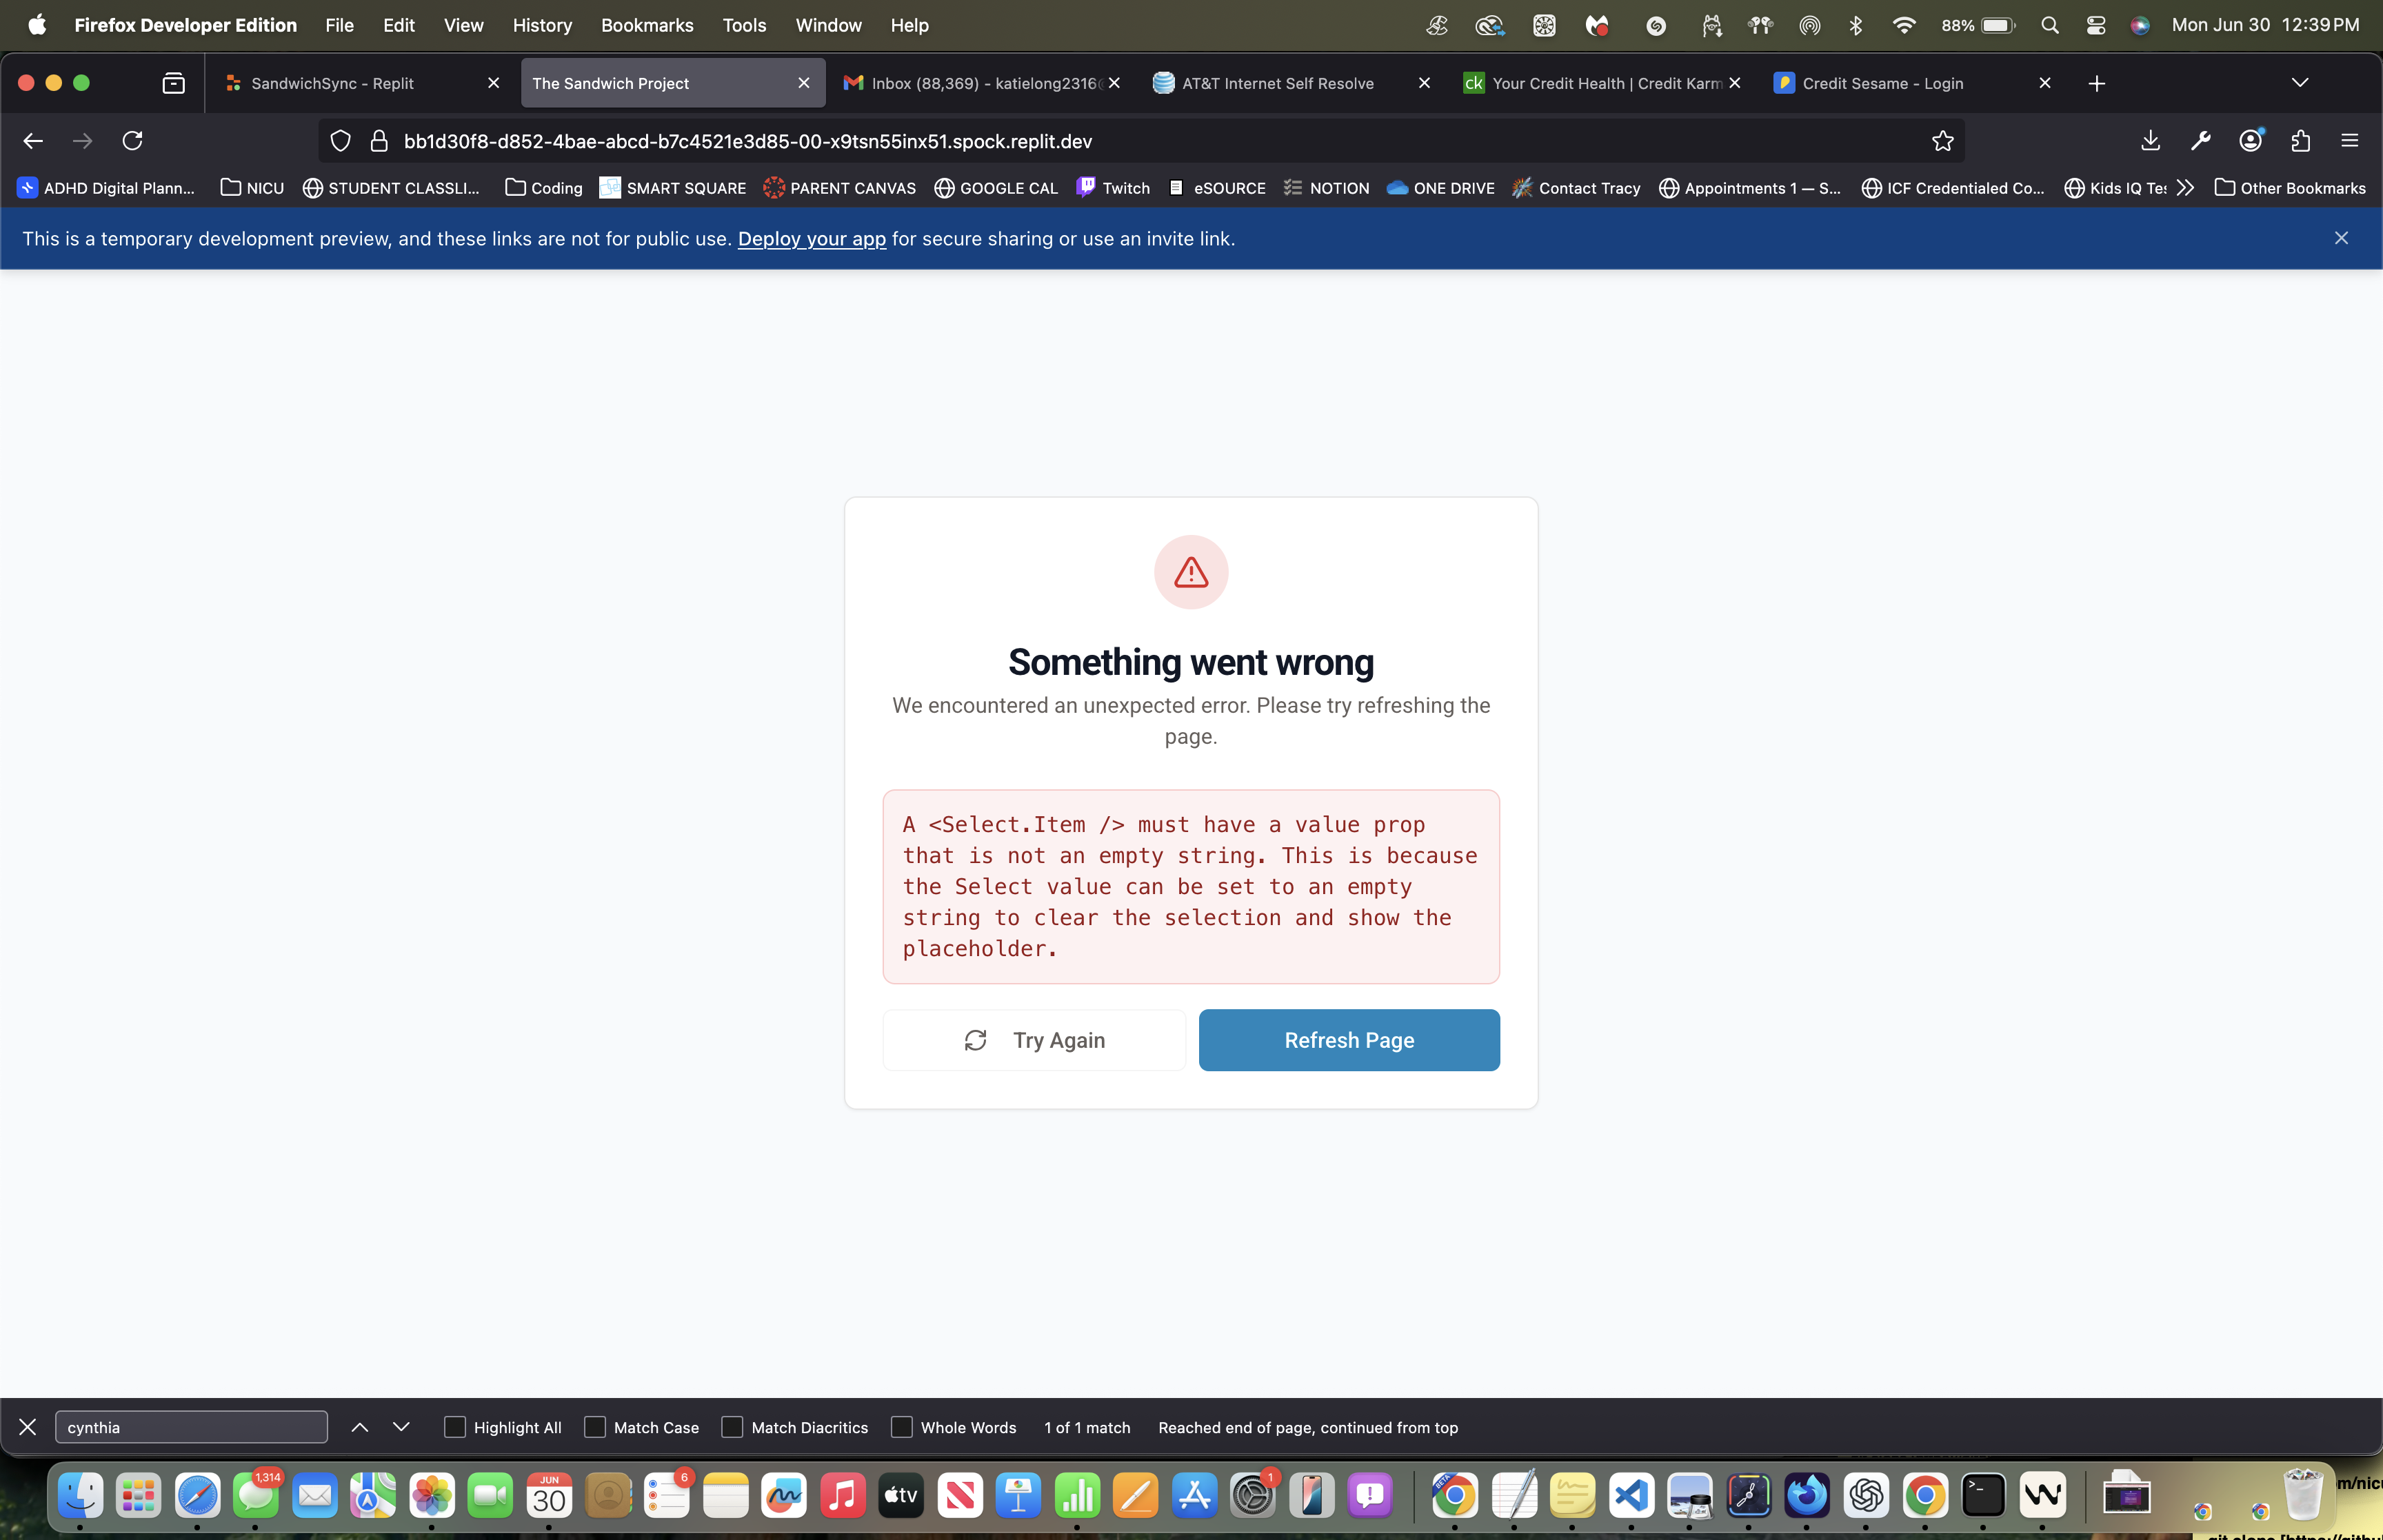 Firefox Developer Edition File Edit View History Bookmarks Tools Window Help 88% Mon Jun 30 12:39 PM
SandwichSync - Replit The Sandwich Project Inbox (88,369) - katielong2316 AT&T Internet Self Resolve ck Your Credit Health | Credit Karm Credit Sesame - Login
bb1d30f8-d852-4bae-abcd-b7c4521e3d85-00-x9tsn55inx51.spock.replit.dev
ADHD Digital Plann... NICU STUDENT CLASSLI... Coding SMART SQUARE PARENT CANVAS GOOGLE CAL Twitch eSOURCE NOTION ONE DRIVE Contact Tracy Appointments 1 — S... ICF Credentialed Co... Kids IQ Tes Other Bookmarks
This is a temporary development preview, and these links are not for public use. Deploy your app for secure sharing or use an invite link.
Something went wrong
We encountered an unexpected error. Please try refreshing the
page.
A <Select.Item /> must have a value prop
that is not an empty string. This is because
the Select value can be set to an empty
string to clear the selection and show the
placeholder.
Try Again Refresh Page
cynthia Highlight All Match Case Match Diacritics Whole Words 1 of 1 match Reached end of page, continued from top
1,314 JUN 30 6 tv 1 BETA